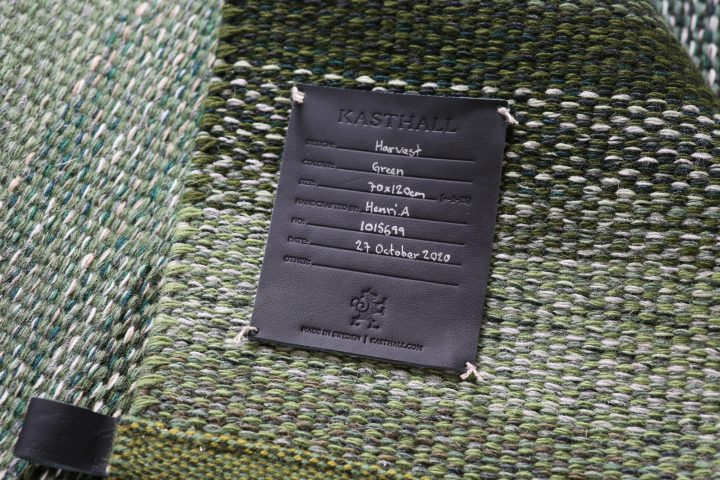 KASTHALL
DESIGN: Harvest
COLOUR: Green
SIZE: 70x120cm
HANDCRAFTED BY: Henri.A
NO: 1015699
DATE: 27 October 2020
OTHER:
MADE IN SWEDEN | KASTHALL.COM